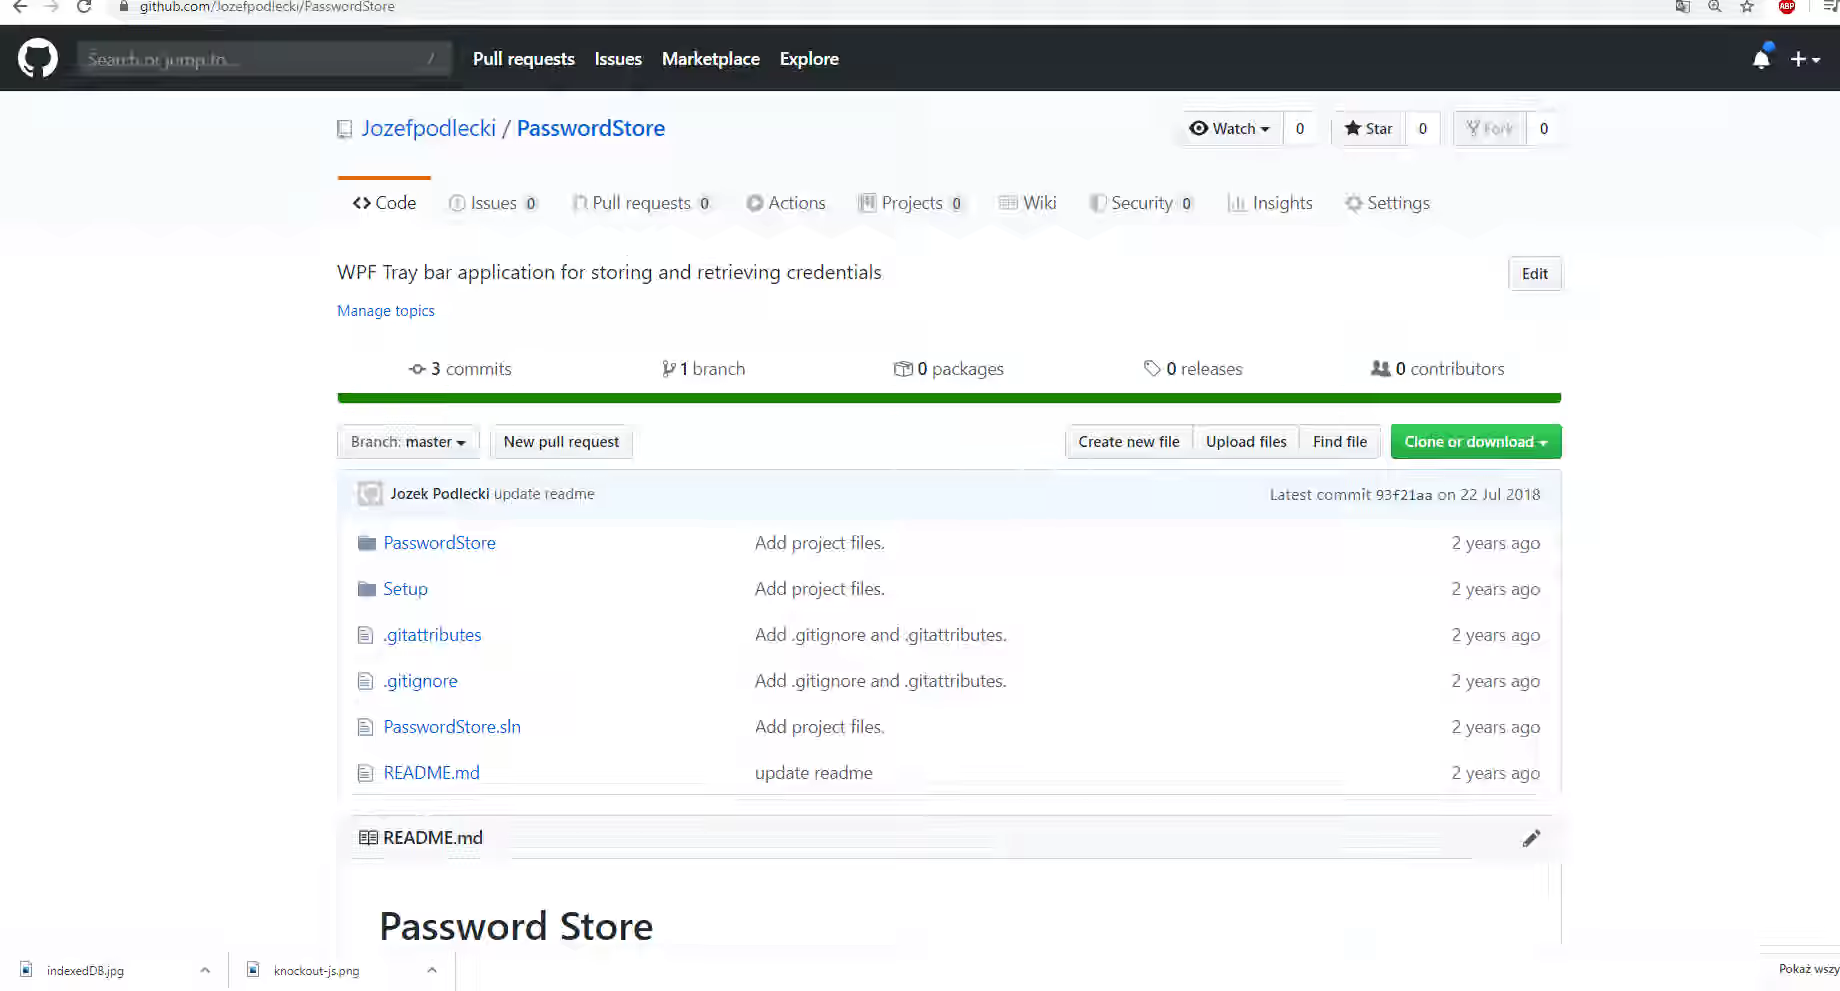 github.com/Jozefpodlecki/PasswordStore
ABP
Search or jump to... /
Pull requests Issues Marketplace Explore
Jozefpodlecki / PasswordStore
Watch 0 Star 0 Fork 0
Code Issues 0 Pull requests 0 Actions Projects 0 Wiki Security 0 Insights Settings
WPF Tray bar application for storing and retrieving credentials
Edit
Manage topics
3 commits 1 branch 0 packages 0 releases 0 contributors
Branch: master New pull request Create new file Upload files Find file Clone or download
Jozek Podlecki update readme Latest commit 93f21aa on 22 Jul 2018
PasswordStore Add project files. 2 years ago
Setup Add project files. 2 years ago
.gitattributes Add .gitignore and .gitattributes. 2 years ago
.gitignore Add .gitignore and .gitattributes. 2 years ago
PasswordStore.sln Add project files. 2 years ago
README.md update readme 2 years ago
README.md
Password Store
indexedDB.jpg knockout-js.png Pokaż wszy